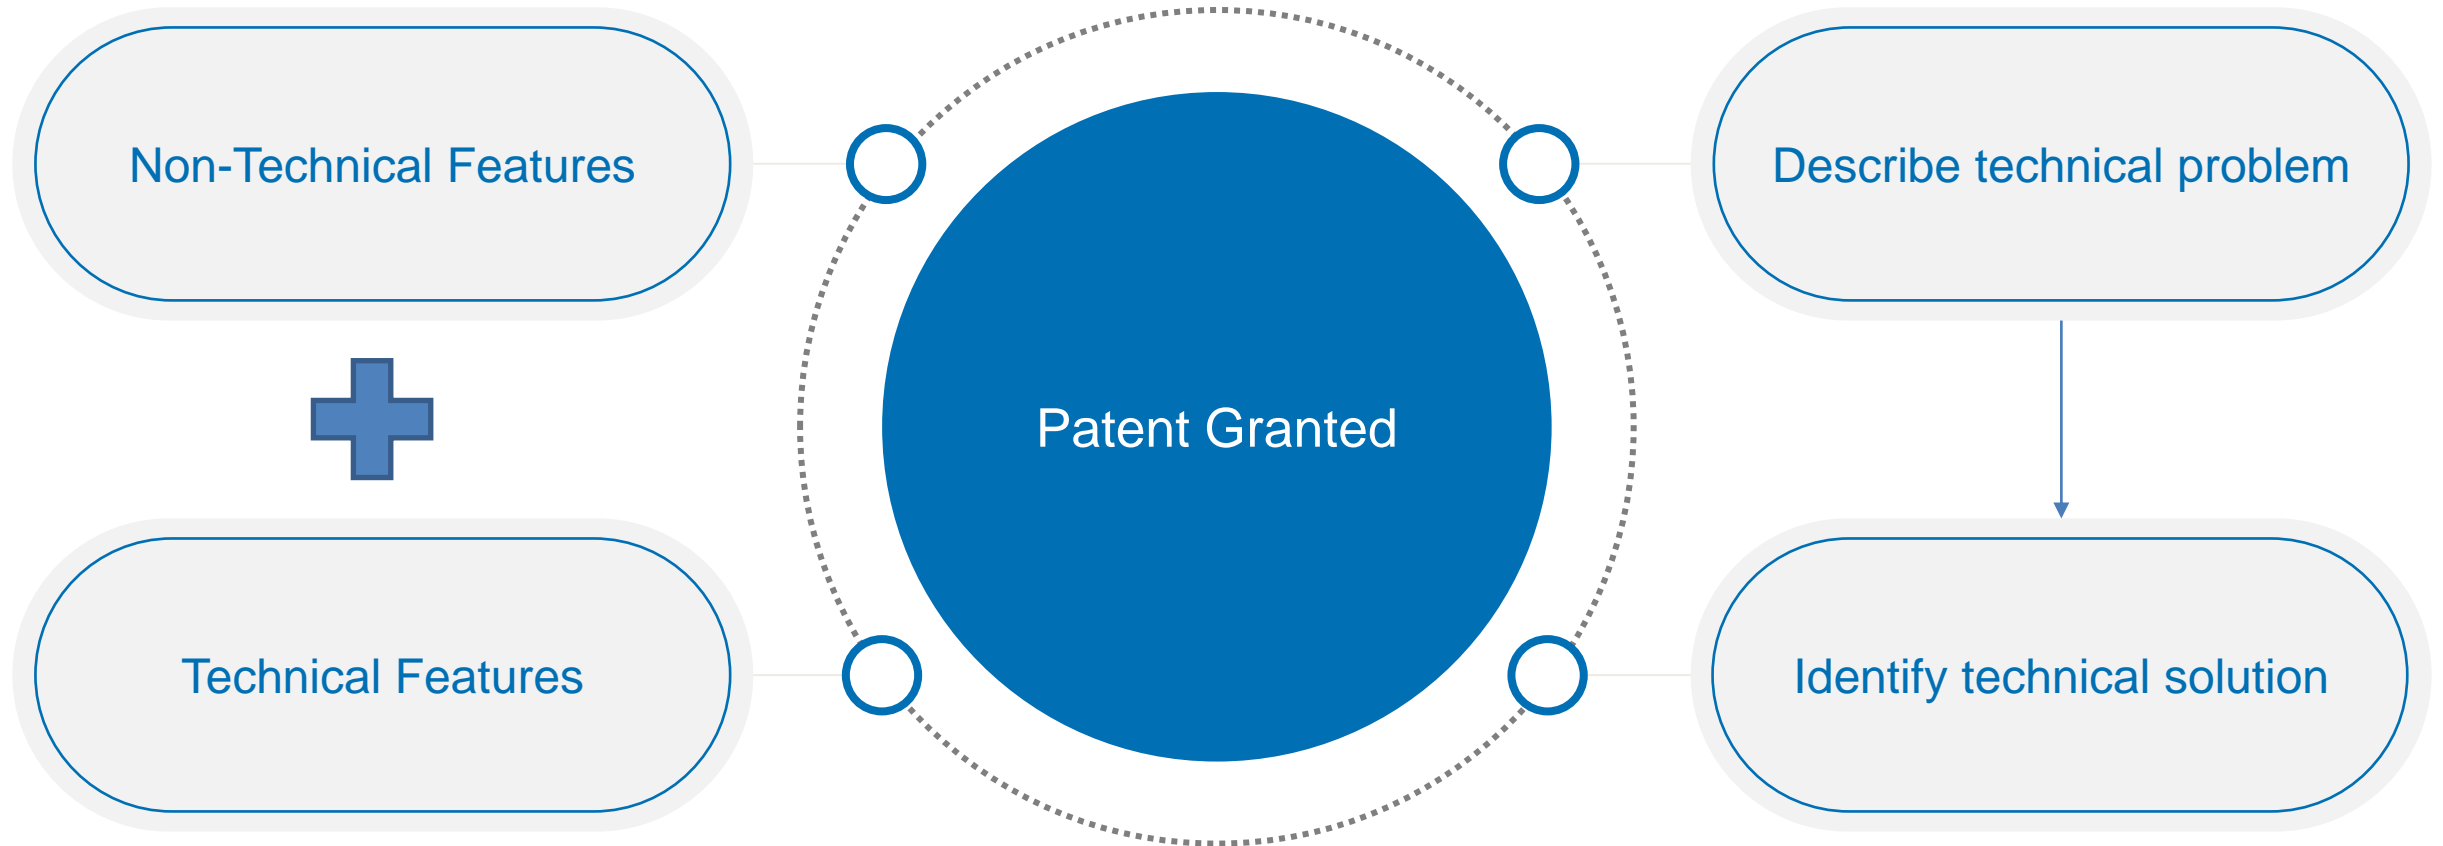 Non-Technical Features
Describe technical problem
Patent Granted
Technical Features
Identify technical solution